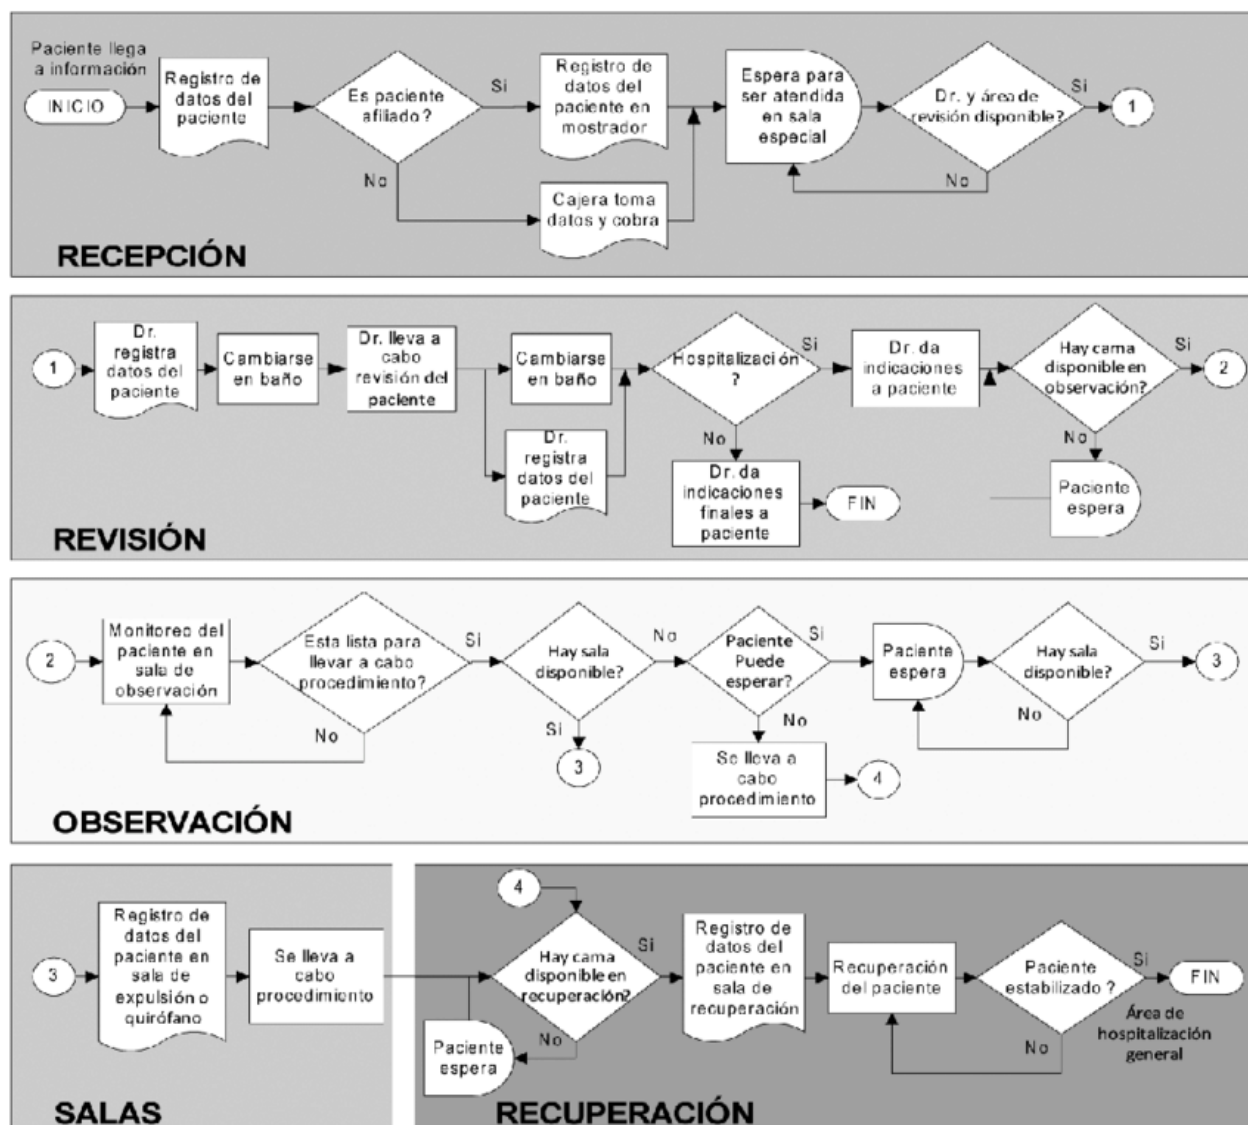 Paciente llega
a información
INICIO
Registro de
datos del
paciente
Es paciente
afiliado?
Si
No
Registro de
datos del
paciente en
mostrador
Cajera toma
datos y cobra
Espera para
ser atendida
en sala
especial
Dr. y área de
revisión disponible?
Si
No
1
RECEPCIÓN
1
Dr.
registra
datos del
paciente
Cambiarse
en baño
Dr. lleva a
cabo
revisión del
paciente
Cambiarse
en baño
Dr.
registra
datos del
paciente
Hospitalización
?
Si
No
Dr. da
indicaciones
finales a
paciente
FIN
Dr. da
indicaciones
a paciente
Hay cama
disponible en
observación?
Si
No
Paciente
espera
2
REVISIÓN
2
Monitoreo del
paciente en
sala de
observación
Esta lista para
llevar a cabo
procedimiento?
Si
No
Hay sala
disponible?
No
Si
3
Paciente
Puede
esperar?
Si
No
Se lleva a
cabo
procedimiento
4
Paciente
espera
Hay sala
disponible?
Si
No
3
OBSERVACIÓN
3
Registro de
datos del
paciente en
sala de
expulsión o
quirófano
Se lleva a
cabo
procedimiento
SALAS
4
Hay cama
disponible en
recuperación?
Si
No
Paciente
espera
Registro de
datos del
paciente en
sala de
recuperación
Recuperación
del paciente
Paciente
estabilizado?
Si
No
FIN
Área de
hospitalización
general
RECUPERACIÓN